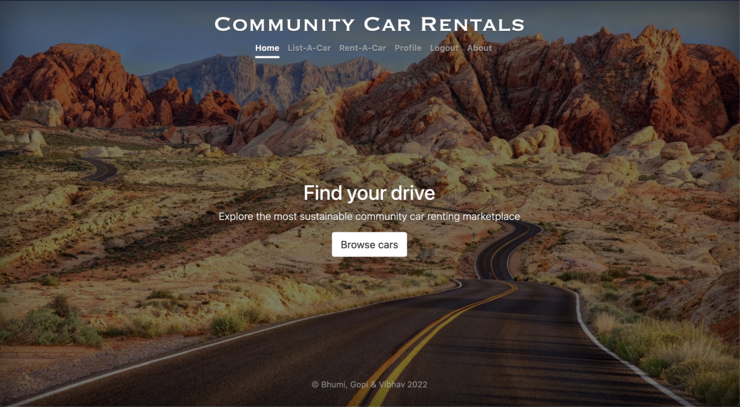 Community Car Rentals
Home List-A-Car Rent-A-Car Profile Logout About
Find your drive
Explore the most sustainable community car renting marketplace
Browse cars
© Bhumi, Gopi & Vibhav 2022